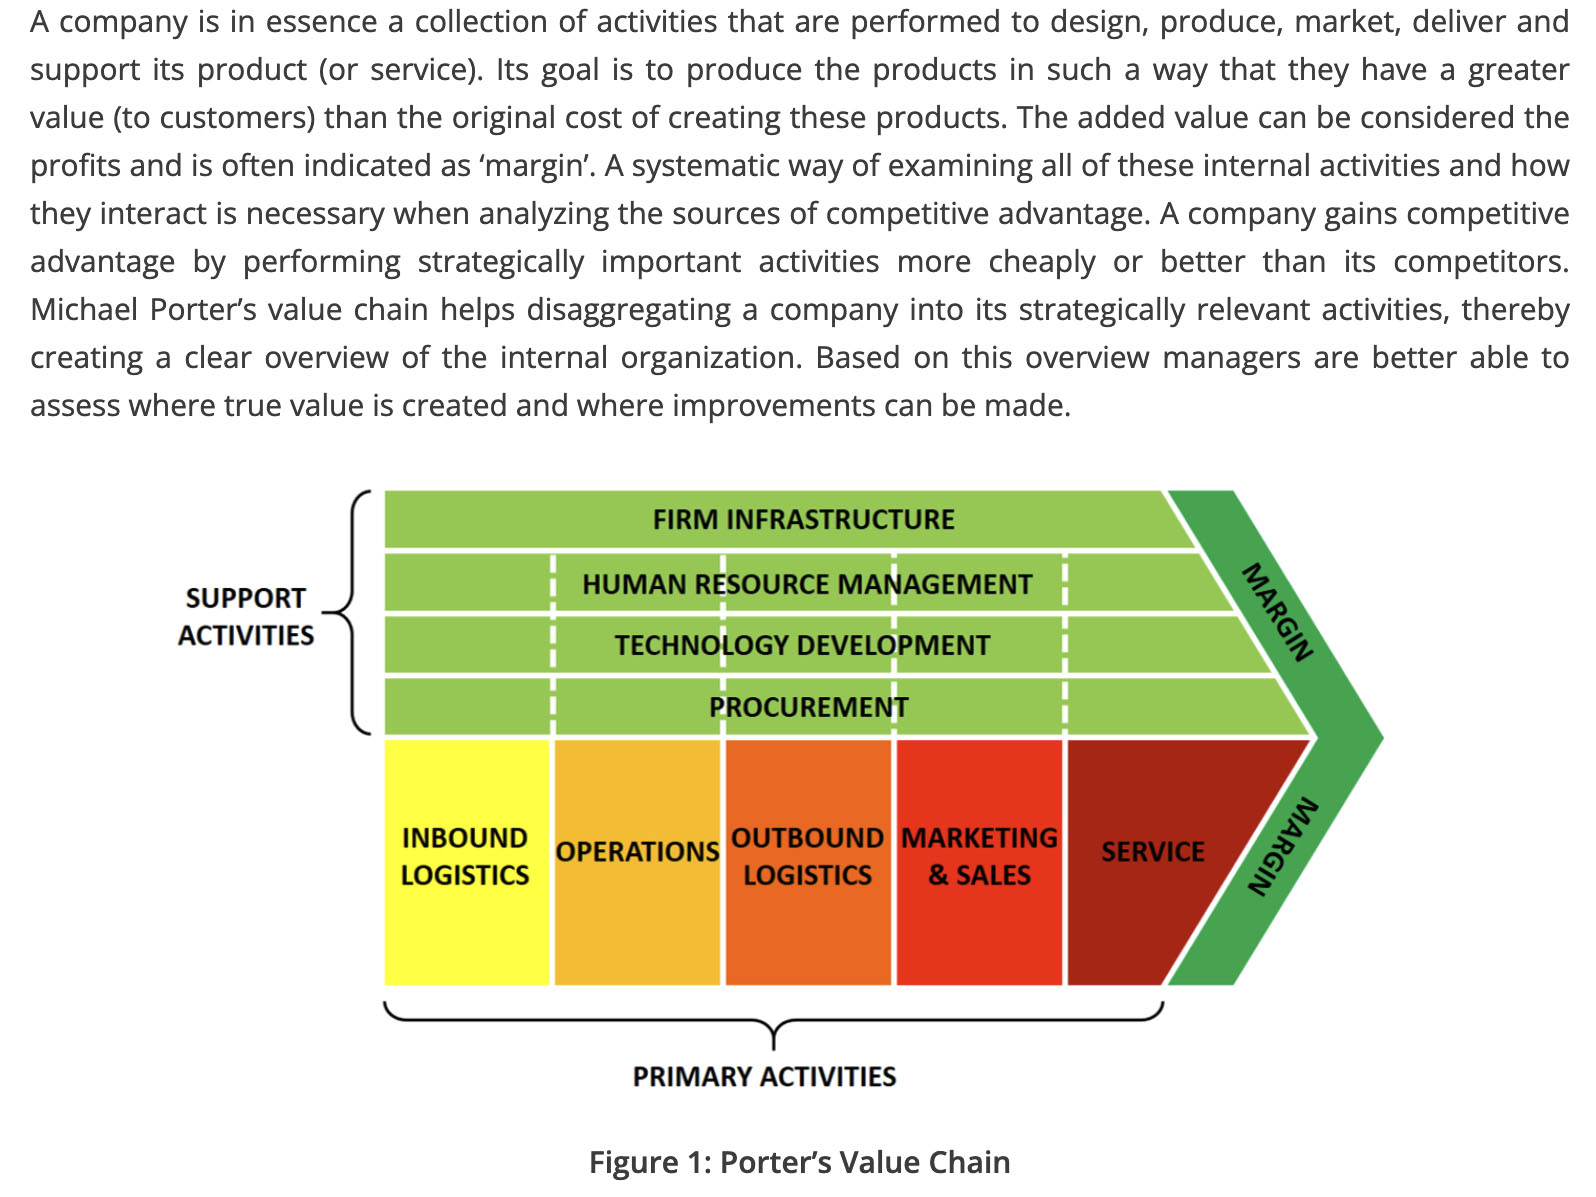 A company is in essence a collection of activities that are performed to design, produce, market, deliver and
support its product (or service). Its goal is to produce the products in such a way that they have a greater
value (to customers) than the original cost of creating these products. The added value can be considered the
profits and is often indicated as ‘margin’. A systematic way of examining all of these internal activities and how
they interact is necessary when analyzing the sources of competitive advantage. A company gains competitive
advantage by performing strategically important activities more cheaply or better than its competitors.
Michael Porter’s value chain helps disaggregating a company into its strategically relevant activities, thereby
creating a clear overview of the internal organization. Based on this overview managers are better able to
assess where true value is created and where improvements can be made.
SUPPORT
ACTIVITIES
FIRM INFRASTRUCTURE
HUMAN RESOURCE MANAGEMENT
TECHNOLOGY DEVELOPMENT
PROCUREMENT
MARGIN
INBOUND
LOGISTICS
OPERATIONS
OUTBOUND
LOGISTICS
MARKETING
& SALES
SERVICE
MARGIN
PRIMARY ACTIVITIES
Figure 1: Porter’s Value Chain